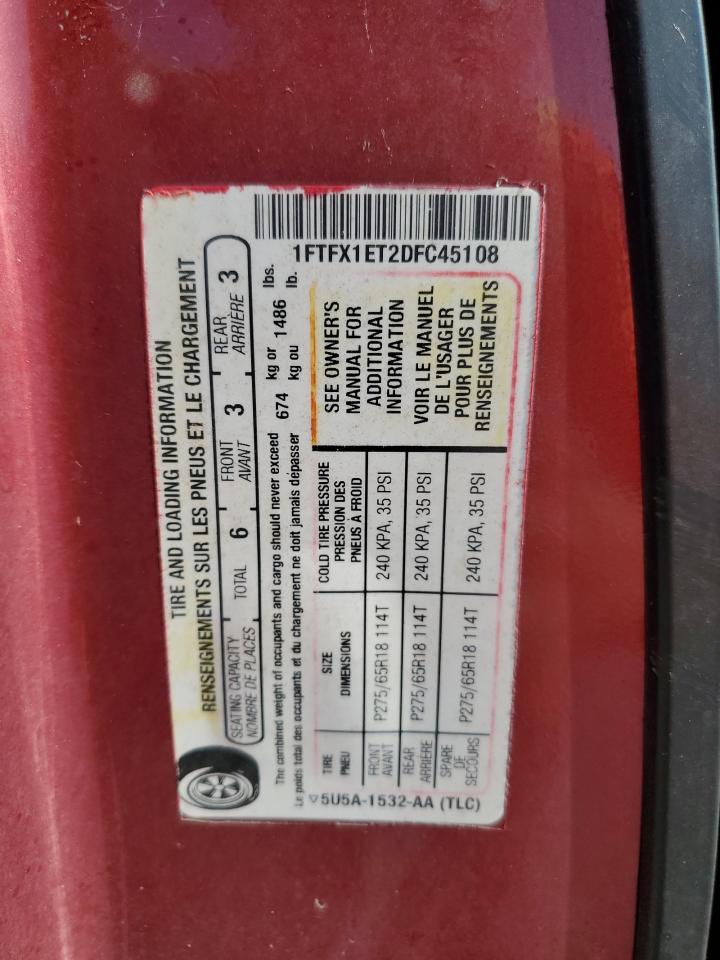 TIRE AND LOADING INFORMATION
RENSEIGNEMENTS SUR LES PNEUS ET LE CHARGEMENT
SEATING CAPACITY TOTAL 6 FRONT 3 REAR 3
NOMBRE DE PLACES AVANT ARRIÈRE
The combined weight of occupants and cargo should never exceed 674 kg or 1486 lbs.
Le poids total des occupants et du chargement ne doit jamais dépasser kg ou lb.
1FTFX1ET2DFC45108
TIRE SIZE COLD TIRE PRESSURE
PNEU DIMENSIONS PRESSION DES
PNEUS À FROID
FRONT P275/65R18 114T 240 KPA, 35 PSI
AVANT
REAR P275/65R18 114T 240 KPA, 35 PSI
ARRIÈRE
SPARE P275/65R18 114T 240 KPA, 35 PSI
DE
SECOURS
SEE OWNER'S
MANUAL FOR
ADDITIONAL
INFORMATION
VOIR LE MANUEL
DE L'USAGER
POUR PLUS DE
RENSEIGNEMENTS
5U5A-1532-AA (TLC)